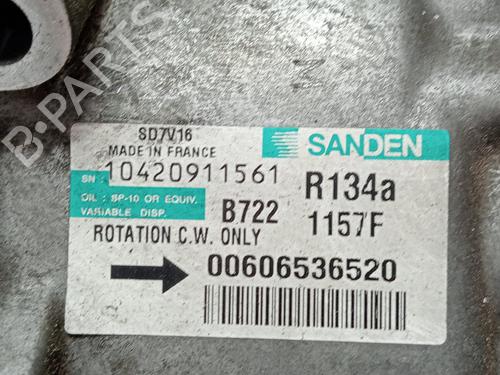 SD7V16
MADE IN FRANCE
SANDEN
SN : 10420911561
R134a
OIL : SP-10 OR EQUIV.
VARIABLE DISP.
B722
1157F
ROTATION C.W. ONLY
00606536520
B-PARTS